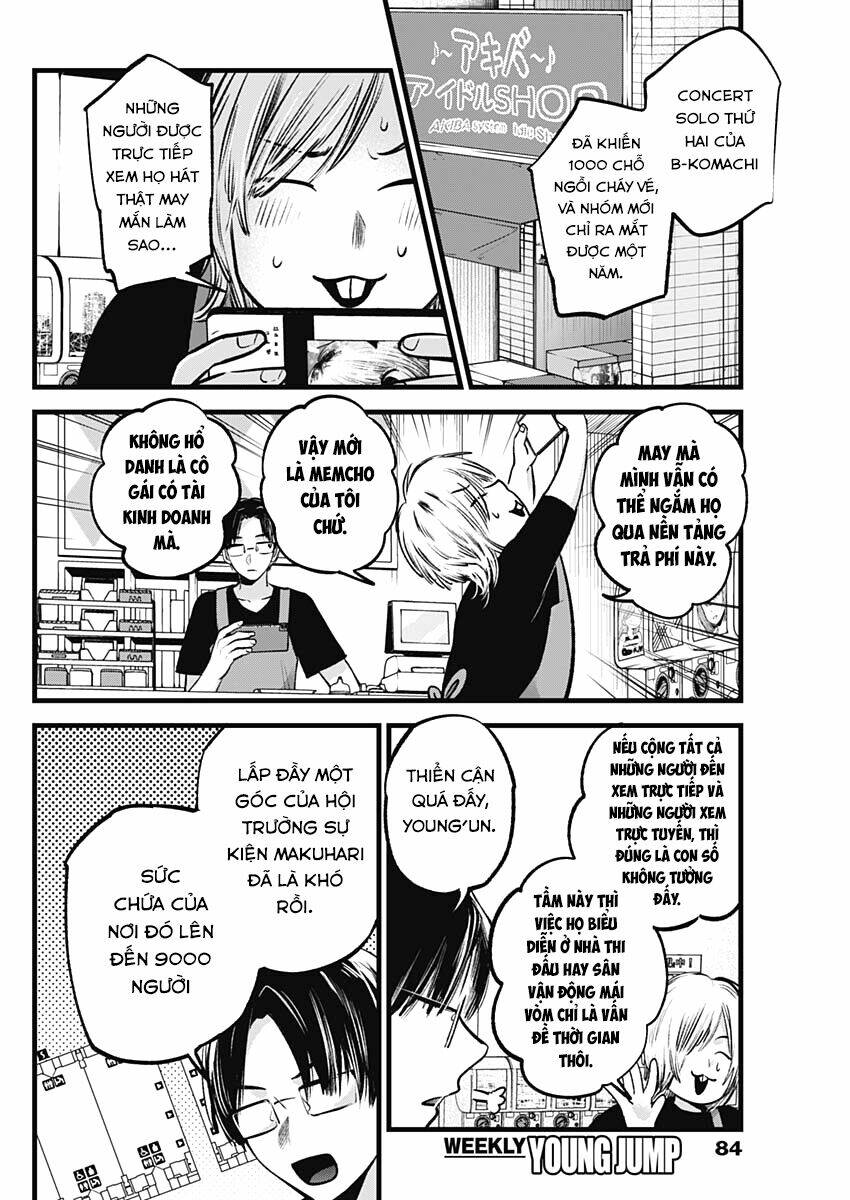 ♪~アキバ~♪
アイドルSHOP
AKIBA system Idle Sh
CONCERT
SOLO THỨ
HAI CỦA
B-KOMACHI
ĐÃ KHIẾN
1000 CHỖ
NGỒI CHÁY VÉ,
VÀ NHÓM MỚI
CHỈ RA MẮT
ĐƯỢC MỘT
NĂM.
NHỮNG
NGƯỜI ĐƯỢC
TRỰC TIẾP
XEM HỌ HÁT
THẬT MAY
MẮN LÀM
SAO...
MAY MÀ
MÌNH VẪN CÓ
THỂ NGẮM HỌ
QUA NỀN TẢNG
TRẢ PHÍ NÀY.
VẬY MỚI
LÀ MEMCHO
CỦA TÔI
CHỨ.
KHÔNG HỔ
DANH LÀ CÔ
GÁI CÓ TÀI
KINH DOANH
MÀ.
NẾU CỘNG TẤT CẢ
NHỮNG NGƯỜI ĐẾN
XEM TRỰC TIẾP VÀ
NHỮNG NGƯỜI XEM
TRỰC TUYẾN, THÌ
ĐÚNG LÀ CON SỐ
KHÔNG TƯỞNG
ĐẤY.
TẦM NÀY THÌ
VIỆC HỌ BIỂU
DIỄN Ở NHÀ THI
ĐẤU HAY SÂN
VẬN ĐỘNG MÁI
VÒM CHỈ LÀ VẤN
ĐỀ THỜI GIAN
THÔI.
THIỂN CẬN
QUÁ ĐẤY,
YOUNG'UN.
LẤP ĐẦY MỘT
GÓC CỦA HỘI
TRƯỜNG SỰ
KIỆN MAKUHARI
ĐÃ LÀ KHÓ
RỒI.
SỨC
CHỨA CỦA
NƠI ĐÓ LÊN
ĐẾN 9000
NGƯỜI
WEEKLY YOUNG JUMP 84